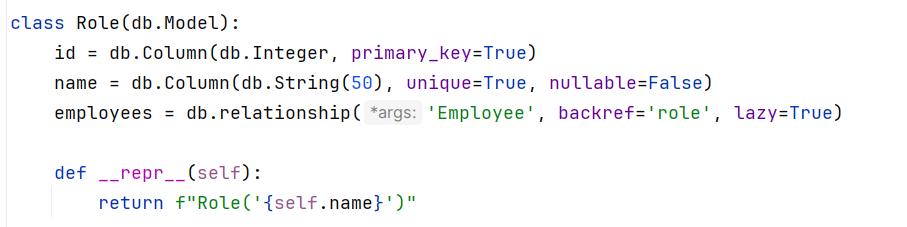 class Role(db.Model):
    id = db.Column(db.Integer, primary_key=True)
    name = db.Column(db.String(50), unique=True, nullable=False)
    employees = db.relationship( *args: 'Employee', backref='role', lazy=True)

    def __repr__(self):
        return f"Role('{self.name}')"